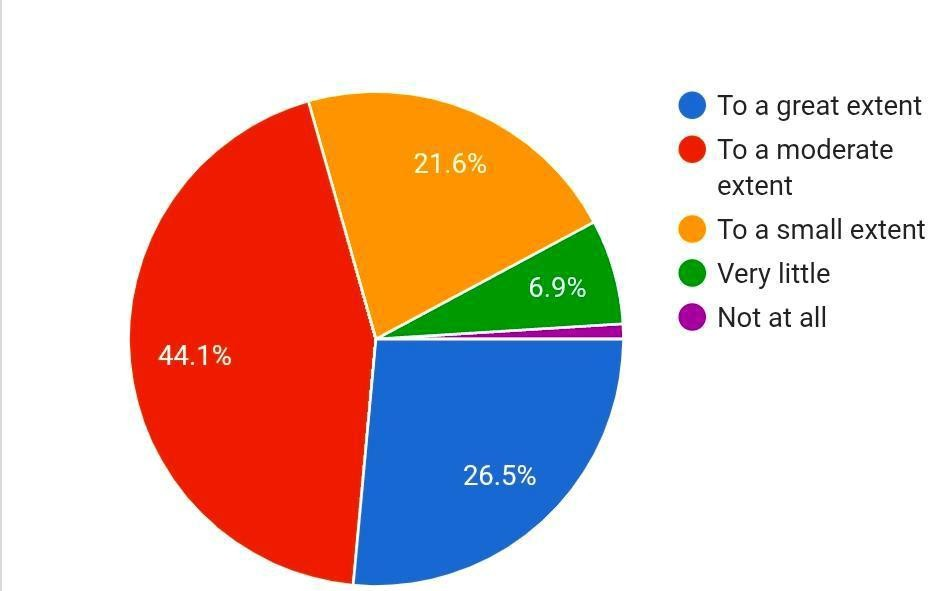 To a great extent
To a moderate
extent
21.6%
To a small extent
Very little
6.9%
Not at all
44.1%
26.5%